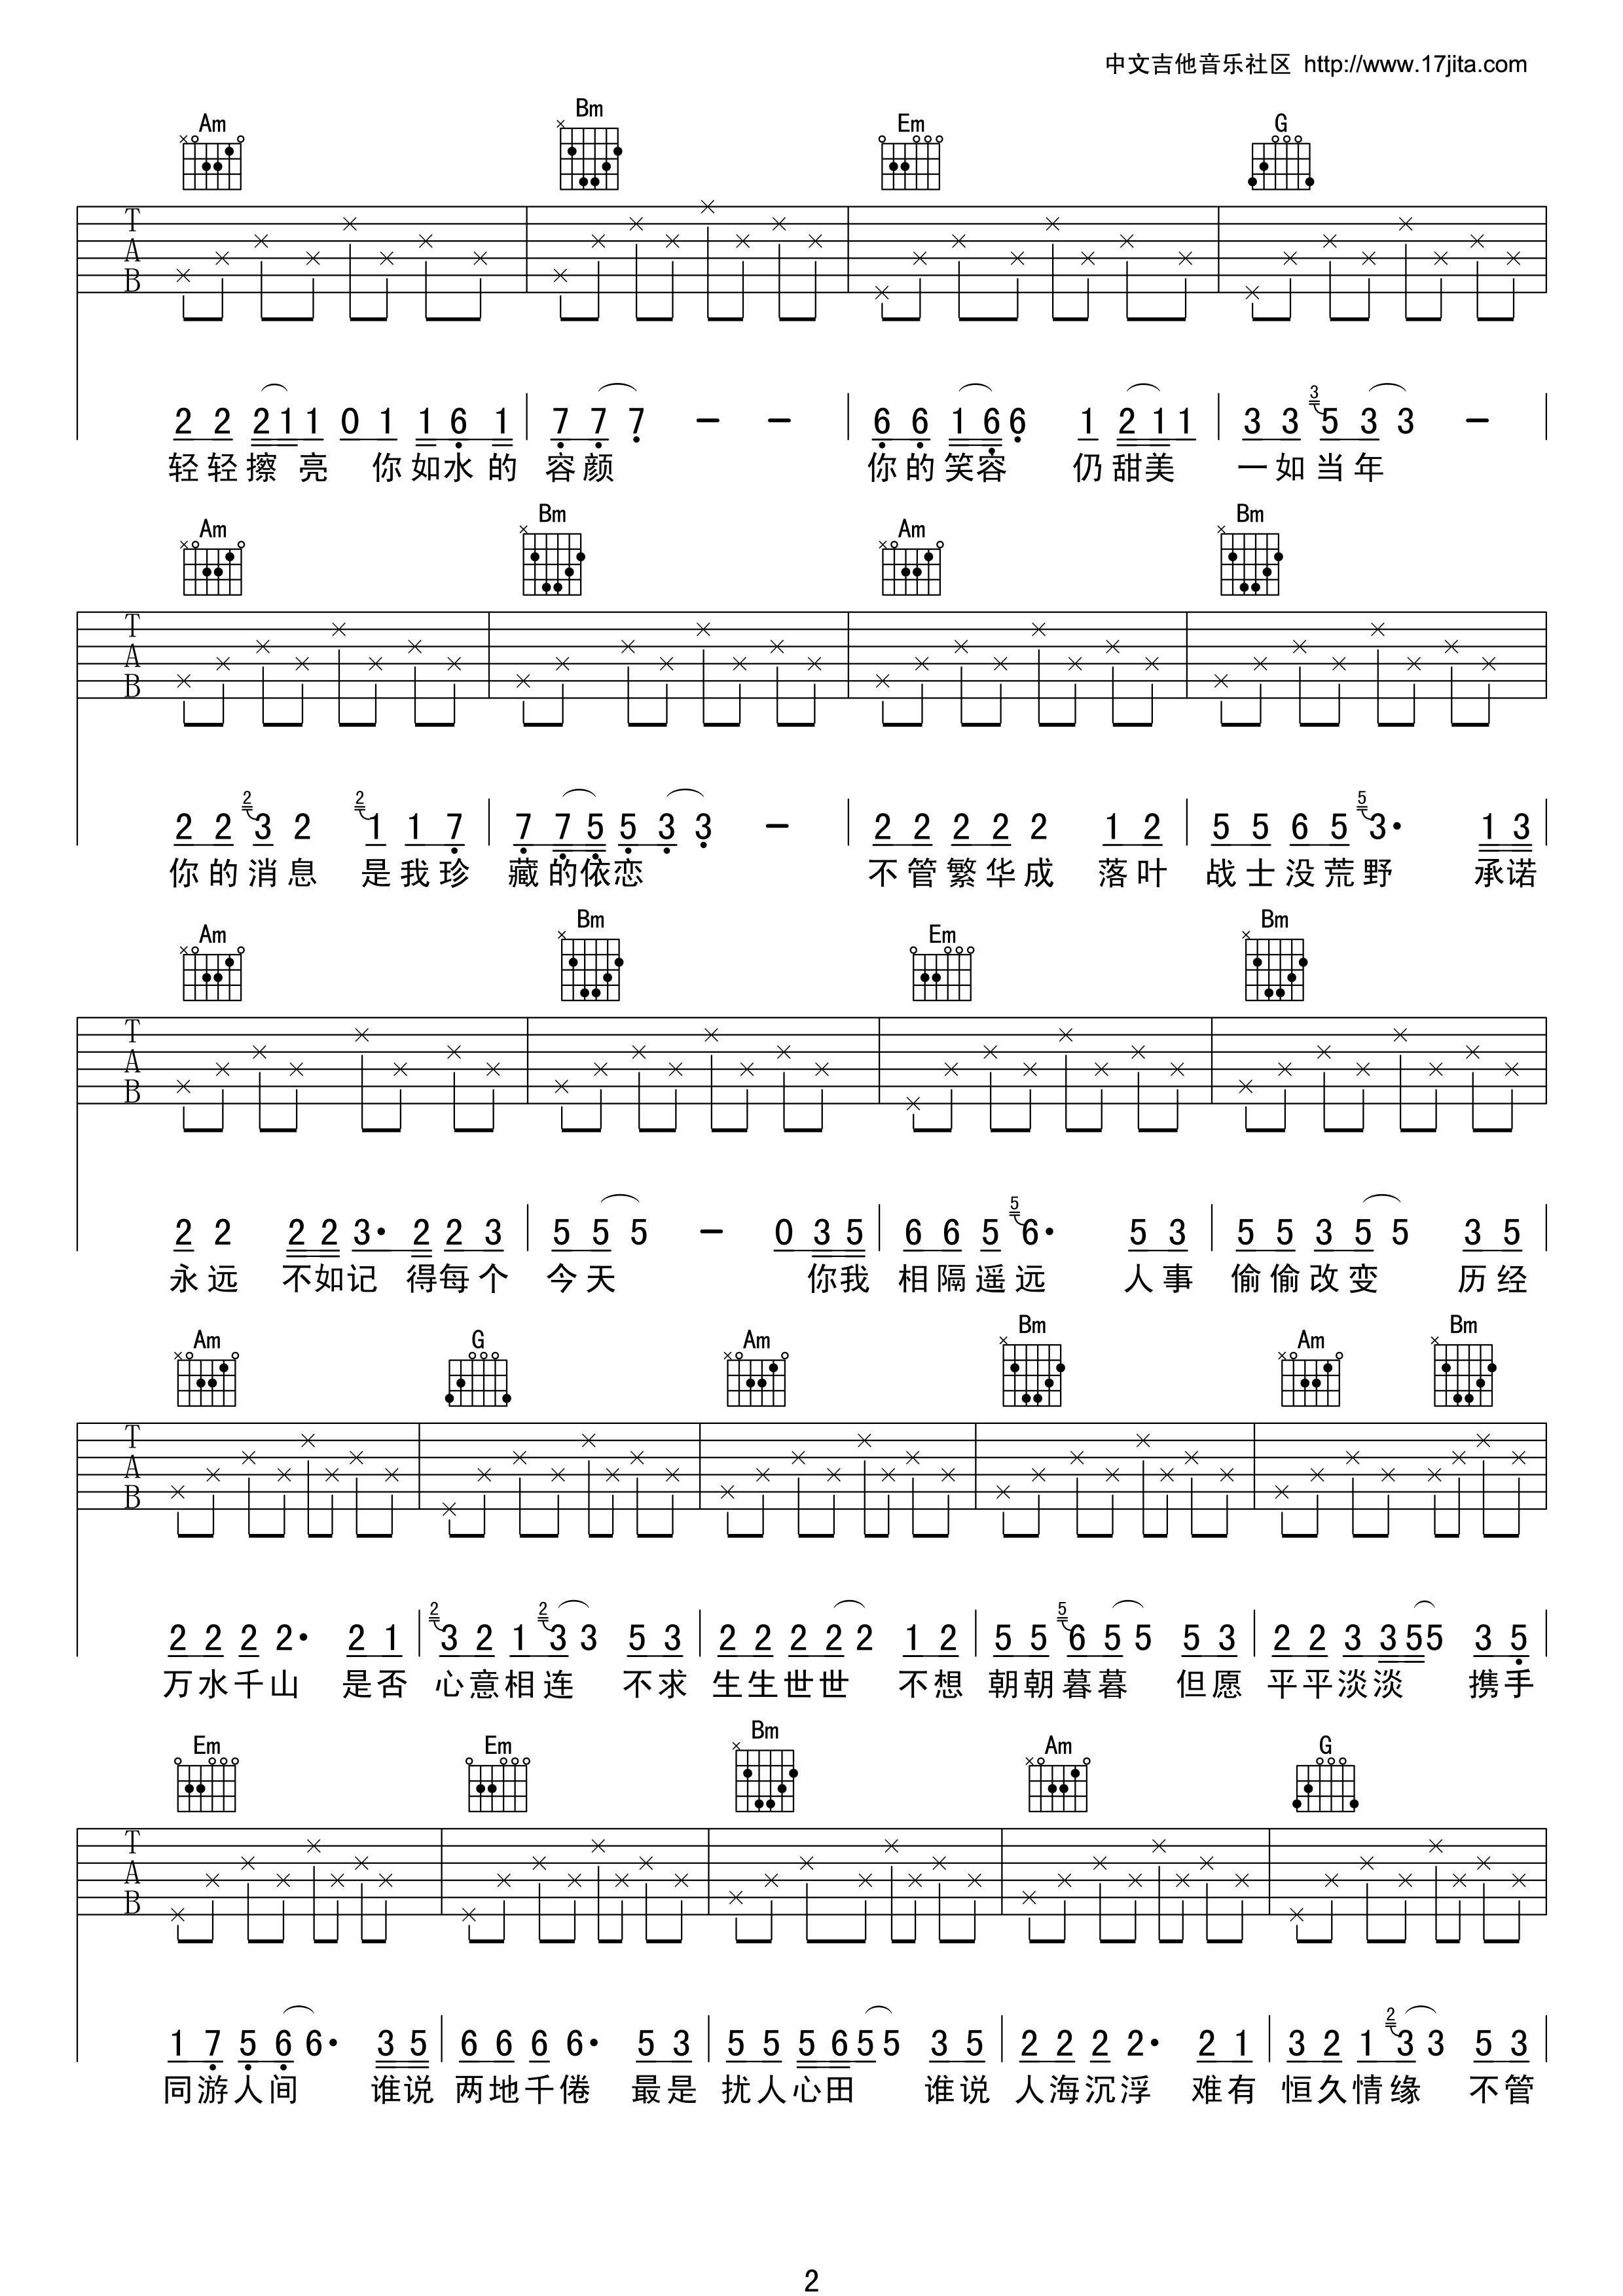 中文吉他音乐社区 http://www.17jita.com
Am Bm Em G
T
A
B
3
2 2 2 1 1 0 1 1 6 1 7 7 7 － － 6 6 1 6 6 1 2 1 1 3 3 5 3 3 －
轻轻擦 亮 你如水 的 容颜 你的笑容 仍甜美 一如当年
Am Bm Am Bm
T
A
B
2 2 5
2 2 3 2 1 1 7 7 7 5 5 3 3 － 2 2 2 2 2 1 2 5 5 6 5 3· 1 3
你的消息 是我珍 藏的依恋 不管繁华成 落叶 战士没荒野 承诺
Am Bm Em Bm
T
A
B
5
2 2 2 2 3· 2 2 3 5 5 5 － 0 3 5 6 6 5 6· 5 3 5 5 3 5 5 3 5
永远 不如记 得每个 今天 你我 相隔遥远 人事 偷偷改变 历经
Am G Am Bm Am Bm
T
A
B
2 2 5
2 2 2 2· 2 1 3 2 1 3 3 5 3 2 2 2 2 2 1 2 5 5 6 5 5 5 3 2 2 3 3 5 5 3 5
万水千山 是否 心意相连 不求 生生世世 不想 朝朝暮暮 但愿 平平淡淡 携手
Em Em Bm Am G
T
A
B
2
1 7 5 6 6· 3 5 6 6 6 6· 5 3 5 5 5 6 5 5 3 5 2 2 2 2· 2 1 3 2 1 3 3 5 3
同游人间 谁说 两地千倦 最是 扰人心田 谁说 人海沉浮 难有 恒久情缘 不管
2